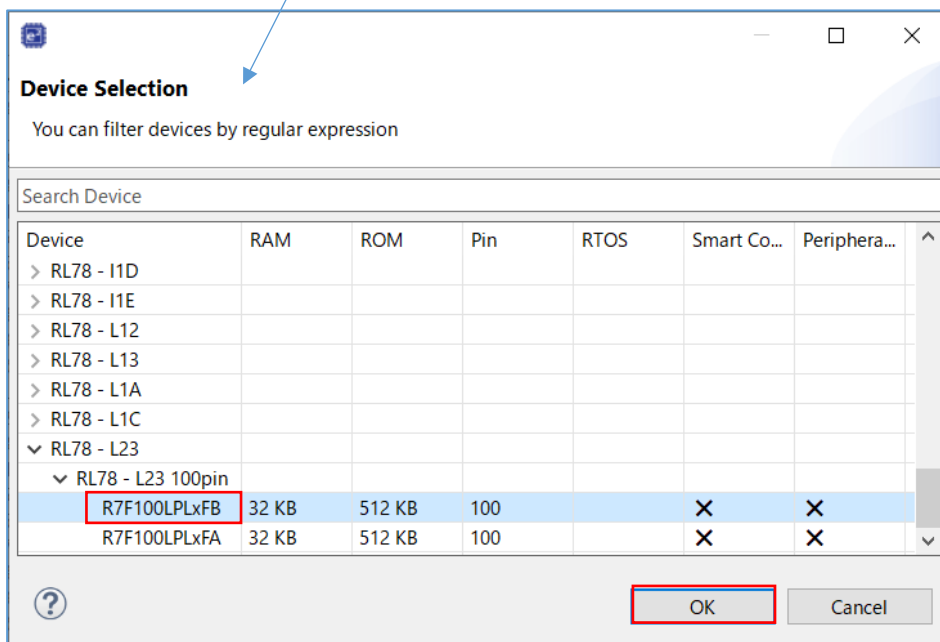 e²
Device Selection
You can filter devices by regular expression
Search Device
Device RAM ROM Pin RTOS Smart Co... Periphera...
RL78 - I1D
RL78 - I1E
RL78 - L12
RL78 - L13
RL78 - L1A
RL78 - L1C
RL78 - L23
RL78 - L23 100pin
R7F100LPLxFB 32 KB 512 KB 100
R7F100LPLxFA 32 KB 512 KB 100
? OK Cancel